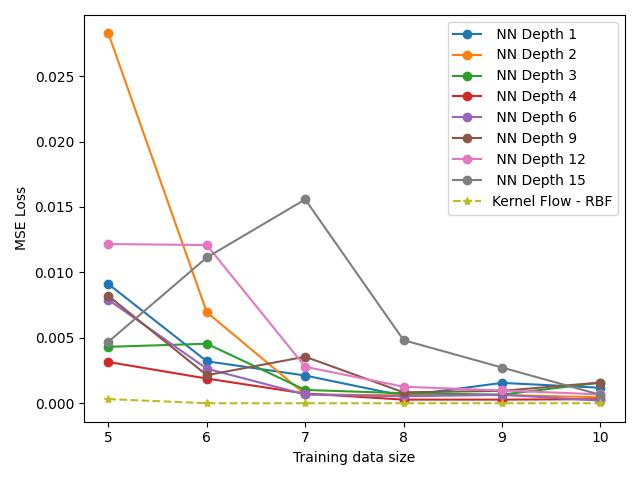 0.025
0.020
0.015
0.010
0.005
0.000
MSE Loss
5 6 7 8 9 10
Training data size
NN Depth 1
NN Depth 2
NN Depth 3
NN Depth 4
NN Depth 6
NN Depth 9
NN Depth 12
NN Depth 15
Kernel Flow - RBF